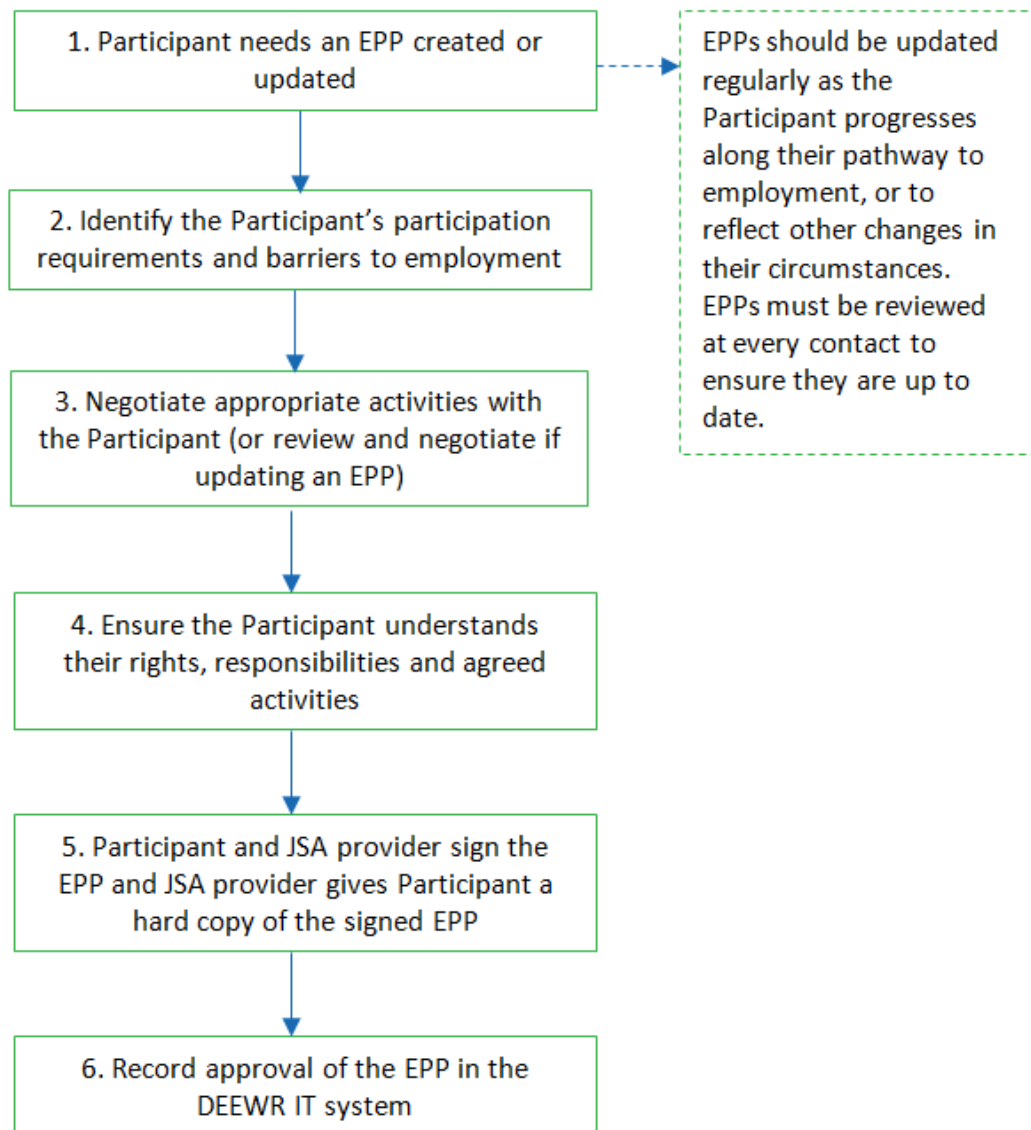 1. Participant needs an EPP created or
updated
EPPs should be updated
regularly as the
Participant progresses
along their pathway to
employment, or to
reflect other changes in
their circumstances.
EPPs must be reviewed
at every contact to
ensure they are up to
date.
2. Identify the Participant’s participation
requirements and barriers to employment
3. Negotiate appropriate activities with
the Participant (or review and negotiate if
updating an EPP)
4. Ensure the Participant understands
their rights, responsibilities and agreed
activities
5. Participant and JSA provider sign the
EPP and JSA provider gives Participant a
hard copy of the signed EPP
6. Record approval of the EPP in the
DEEWR IT system